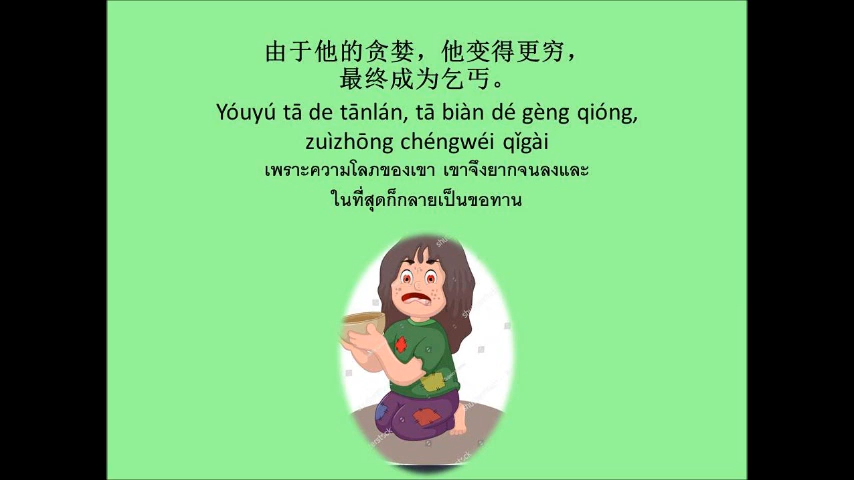 由于他的贪婪，他变得更穷，
最终成为乞丐。
Yóuyú tā de tānlán, tā biàn dé gèng qióng,
zuìzhōng chéngwéi qǐgài
เพราะความโลภของเขา เขาจึงยากจนลงและ
ในที่สุดก็กลายเป็นขอทาน